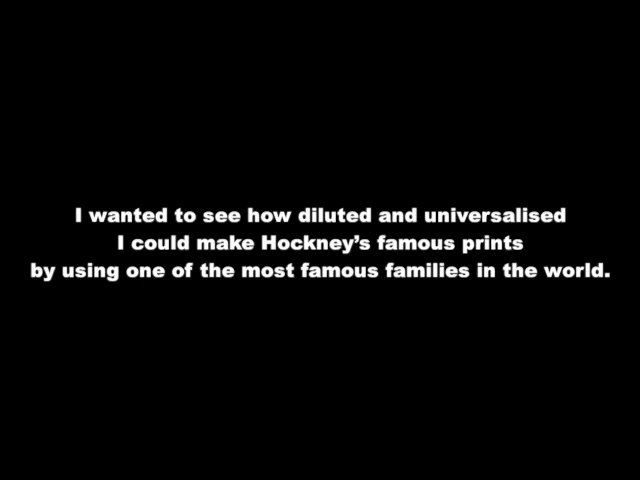 I wanted to see how diluted and universalised
I could make Hockney’s famous prints
by using one of the most famous families in the world.